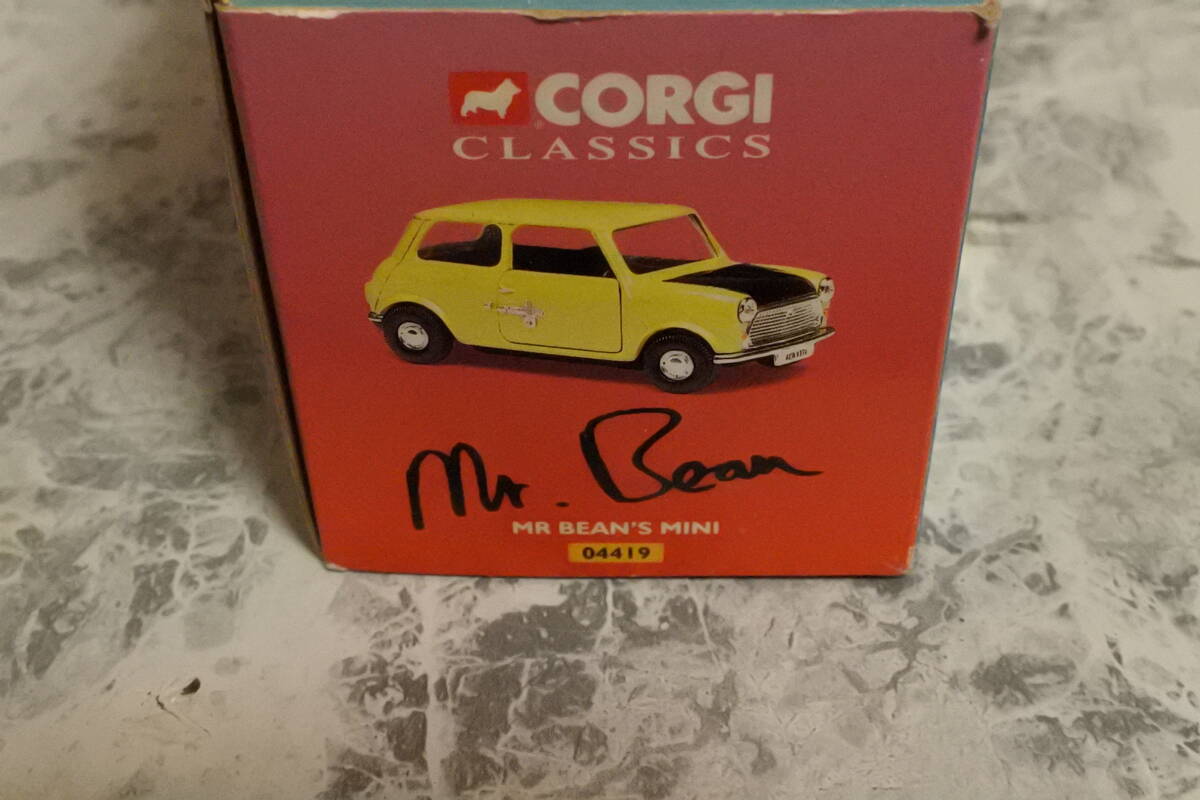 CORGI
CLASSICS
Mr. Bean
MR BEAN'S MINI
04419